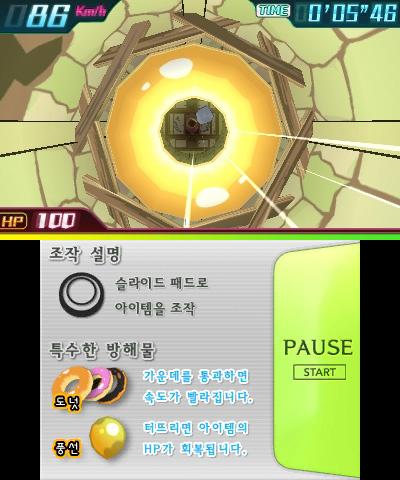 086 Km/h
TIME 0'05"46
HP 100
조작 설명
슬라이드 패드로
아이템을 조작
특수한 방해물
도넛
가운데를 통과하면
속도가 빨라집니다.
풍선
터뜨리면 아이템의
HP가 회복됩니다.
PAUSE
START